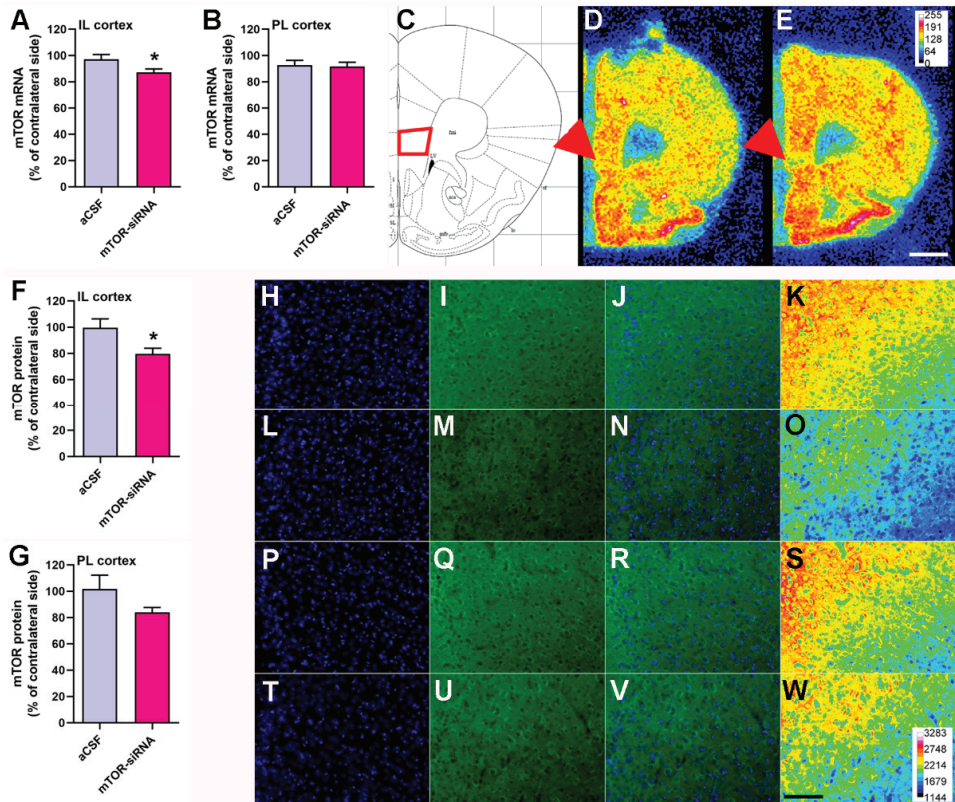 A
IL cortex
mTOR mRNA
(% of contralateral side)
120
100
80
60
40
20
0
*
aCSF
mTOR-siRNA
B
PL cortex
mTOR mRNA
(% of contralateral side)
120
100
80
60
40
20
0
aCSF
mTOR-siRNA
C
fmi
LV
D
E
255
191
128
64
0
F
IL cortex
mTOR protein
(% of contralateral side)
120
100
80
60
40
20
0
*
aCSF
mTOR-siRNA
G
PL cortex
mTOR protein
(% of contralateral side)
120
100
80
60
40
20
0
aCSF
mTOR-siRNA
H
I
J
K
L
M
N
O
P
Q
R
S
T
U
V
W
3283
2748
2214
1679
1144